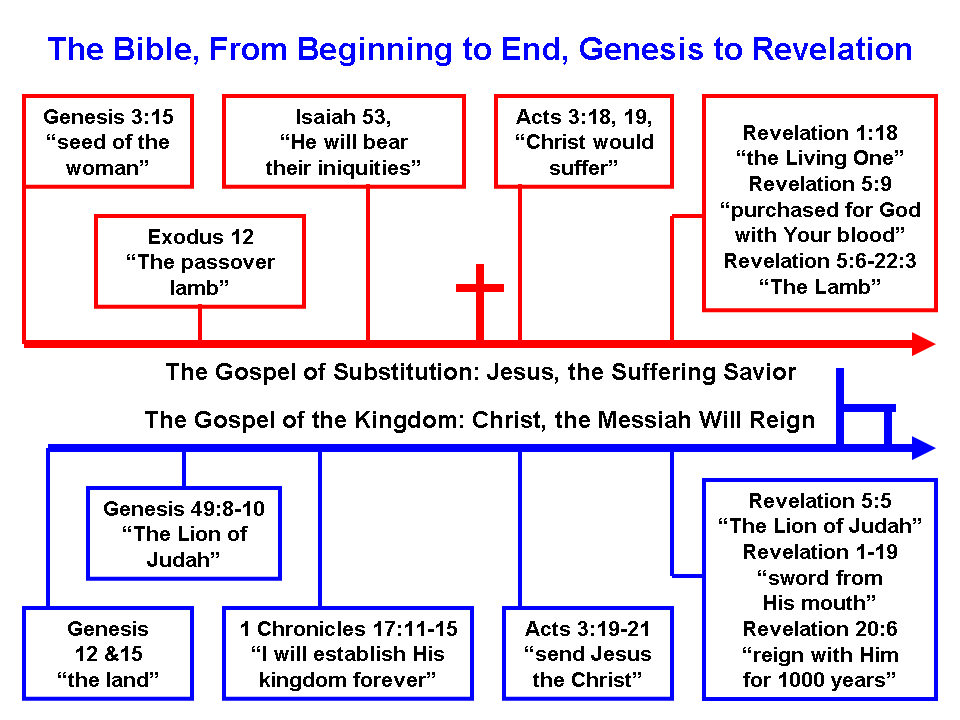 The Bible, From Beginning to End, Genesis to Revelation
Genesis 3:15
“seed of the
woman”
Isaiah 53,
“He will bear
their iniquities”
Acts 3:18, 19,
“Christ would
suffer”
Revelation 1:18
“the Living One”
Revelation 5:9
“purchased for God
with Your blood”
Revelation 5:6-22:3
“The Lamb”
Exodus 12
“The passover
lamb”
The Gospel of Substitution: Jesus, the Suffering Savior
The Gospel of the Kingdom: Christ, the Messiah Will Reign
Genesis 49:8-10
“The Lion of
Judah”
Genesis
12 &15
“the land”
1 Chronicles 17:11-15
“I will establish His
kingdom forever”
Acts 3:19-21
“send Jesus
the Christ”
Revelation 5:5
“The Lion of Judah”
Revelation 1-19
“sword from
His mouth”
Revelation 20:6
“reign with Him
for 1000 years”